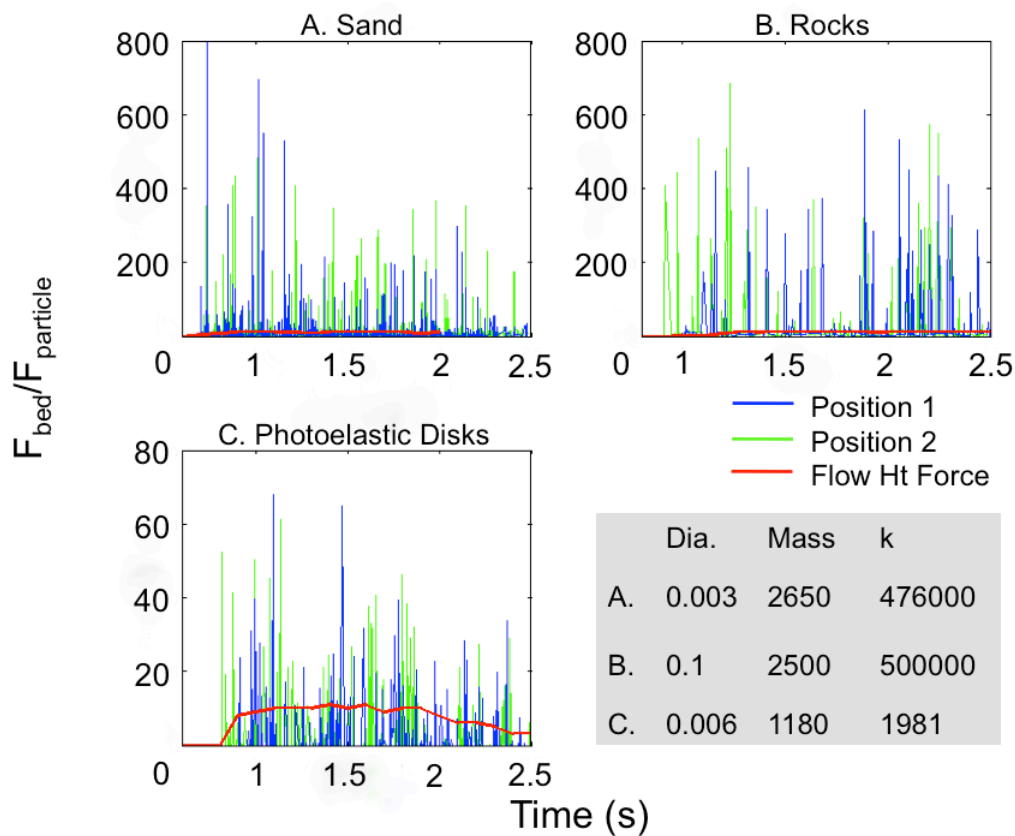 A. Sand
800
600
400
200
0 1 1.5 2 2.5
B. Rocks
800
600
400
200
0 1 1.5 2 2.5
F_bed/F_particle
C. Photoelastic Disks
80
60
40
20
0 1 1.5 2 2.5
Time (s)
Position 1
Position 2
Flow Ht Force
Dia. Mass k
A. 0.003 2650 476000
B. 0.1 2500 500000
C. 0.006 1180 1981